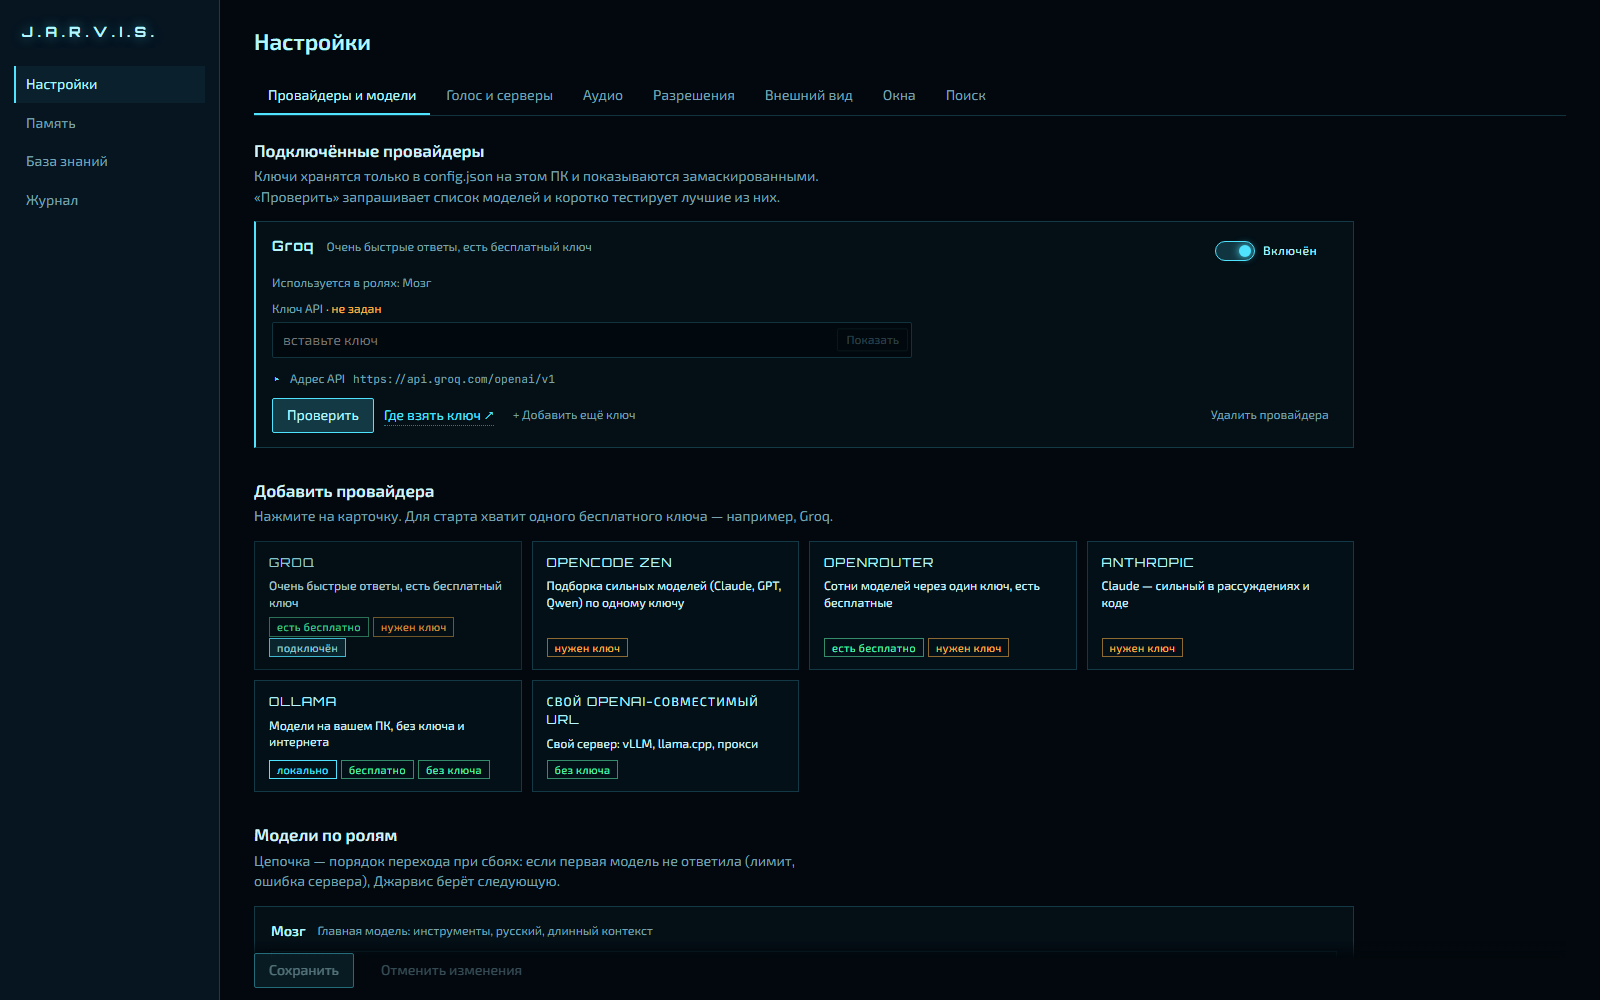 J.A.R.V.I.S.
Настройки
Память
База знаний
Журнал
Настройки
Провайдеры и модели
Голос и серверы
Аудио
Разрешения
Внешний вид
Окна
Поиск
Подключённые провайдеры
Ключи хранятся только в config.json на этом ПК и показываются замаскированными.
«Проверить» запрашивает список моделей и коротко тестирует лучшие из них.
Groq Очень быстрые ответы, есть бесплатный ключ
Включён
Используется в ролях: Мозг
Ключ API · не задан
вставьте ключ
Показать
Адрес API https://api.groq.com/openai/v1
Проверить
Где взять ключ ↗
+ Добавить ещё ключ
Удалить провайдера
Добавить провайдера
Нажмите на карточку. Для старта хватит одного бесплатного ключа — например, Groq.
GROQ
Очень быстрые ответы, есть бесплатный
ключ
есть бесплатно
нужен ключ
подключён
OPENCODE ZEN
Подборка сильных моделей (Claude, GPT,
Qwen) по одному ключу
нужен ключ
OPENROUTER
Сотни моделей через один ключ, есть
бесплатные
есть бесплатно
нужен ключ
ANTHROPIC
Claude — сильный в рассуждениях и
коде
нужен ключ
OLLAMA
Модели на вашем ПК, без ключа и
интернета
локально
бесплатно
без ключа
СВОЙ OPENAI-СОВМЕСТИМЫЙ
URL
Свой сервер: vLLM, llama.cpp, прокси
без ключа
Модели по ролям
Цепочка — порядок перехода при сбоях: если первая модель не ответила (лимит,
ошибка сервера), Джарвис берёт следующую.
Мозг Главная модель: инструменты, русский, длинный контекст
Сохранить
Отменить изменения